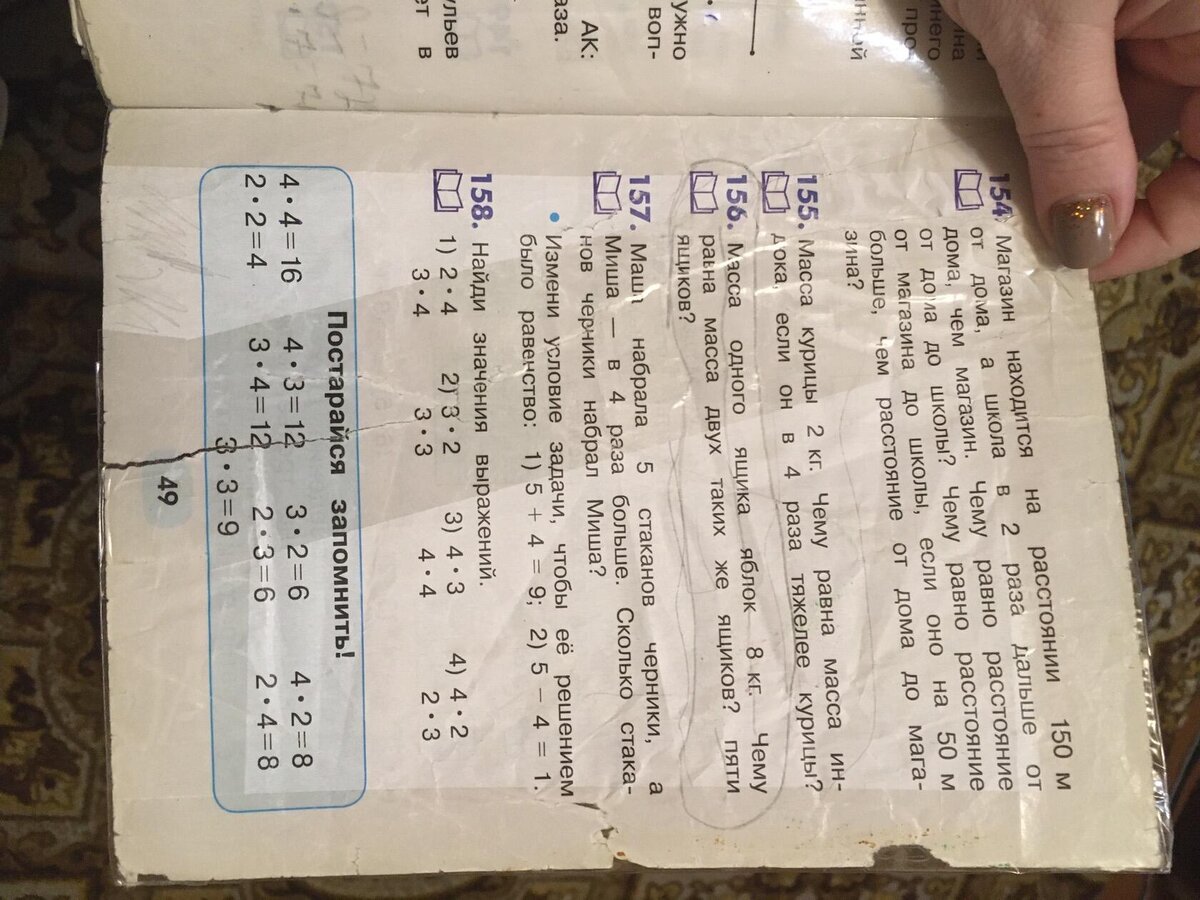 ужно
воп-
АК:
аза.
ульев
ет в
154. Магазин находится на расстоянии 150 м
от дома, а школа в 2 раза дальше от
дома, чем магазин. Чему равно расстояние
от дома до школы? Чему равно расстояние
от магазина до школы, если оно на 50 м
больше, чем расстояние от дома до мага-
зина?
155. Масса курицы 2 кг. Чему равна масса ин-
дюка, если он в 4 раза тяжелее курицы?
156. Масса одного ящика яблок 8 кг. Чему
равна масса двух таких же ящиков? пяти
ящиков?
157. Маша набрала 5 стаканов черники, а
Миша — в 4 раза больше. Сколько стака-
нов черники набрал Миша?
• Измени условие задачи, чтобы её решением
было равенство: 1) 5 + 4 = 9; 2) 5 − 4 = 1.
158. Найди значения выражений.
1) 2 · 4 2) 3 · 2 3) 4 · 3 4) 4 · 2
3 · 4 3 · 3 4 · 4 2 · 3
Постарайся запомнить!
4 · 4 = 16 4 · 3 = 12 3 · 2 = 6 4 · 2 = 8
2 · 2 = 4 3 · 4 = 12 2 · 3 = 6 2 · 4 = 8
3 · 3 = 9
49